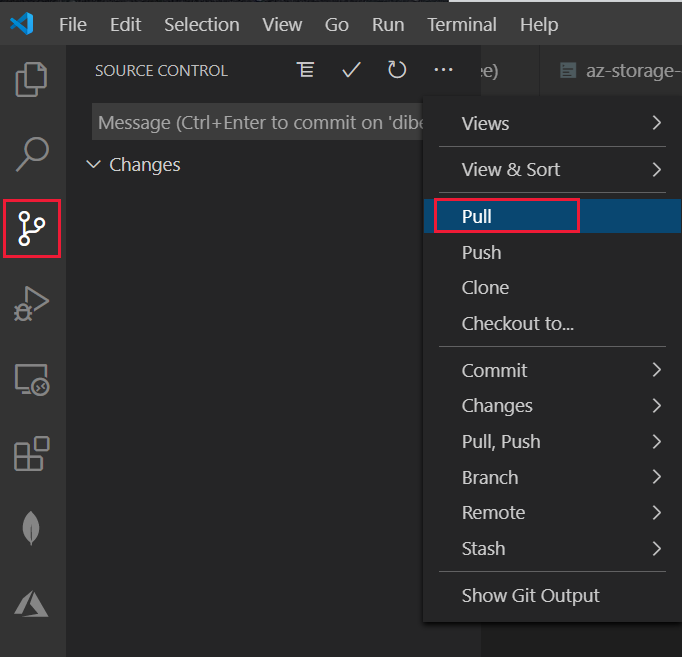 File Edit Selection View Go Run Terminal Help
SOURCE CONTROL
ee) az-storage-
Message (Ctrl+Enter to commit on 'dibe
Changes
Views
View & Sort
Pull
Push
Clone
Checkout to...
Commit
Changes
Pull, Push
Branch
Remote
Stash
Show Git Output